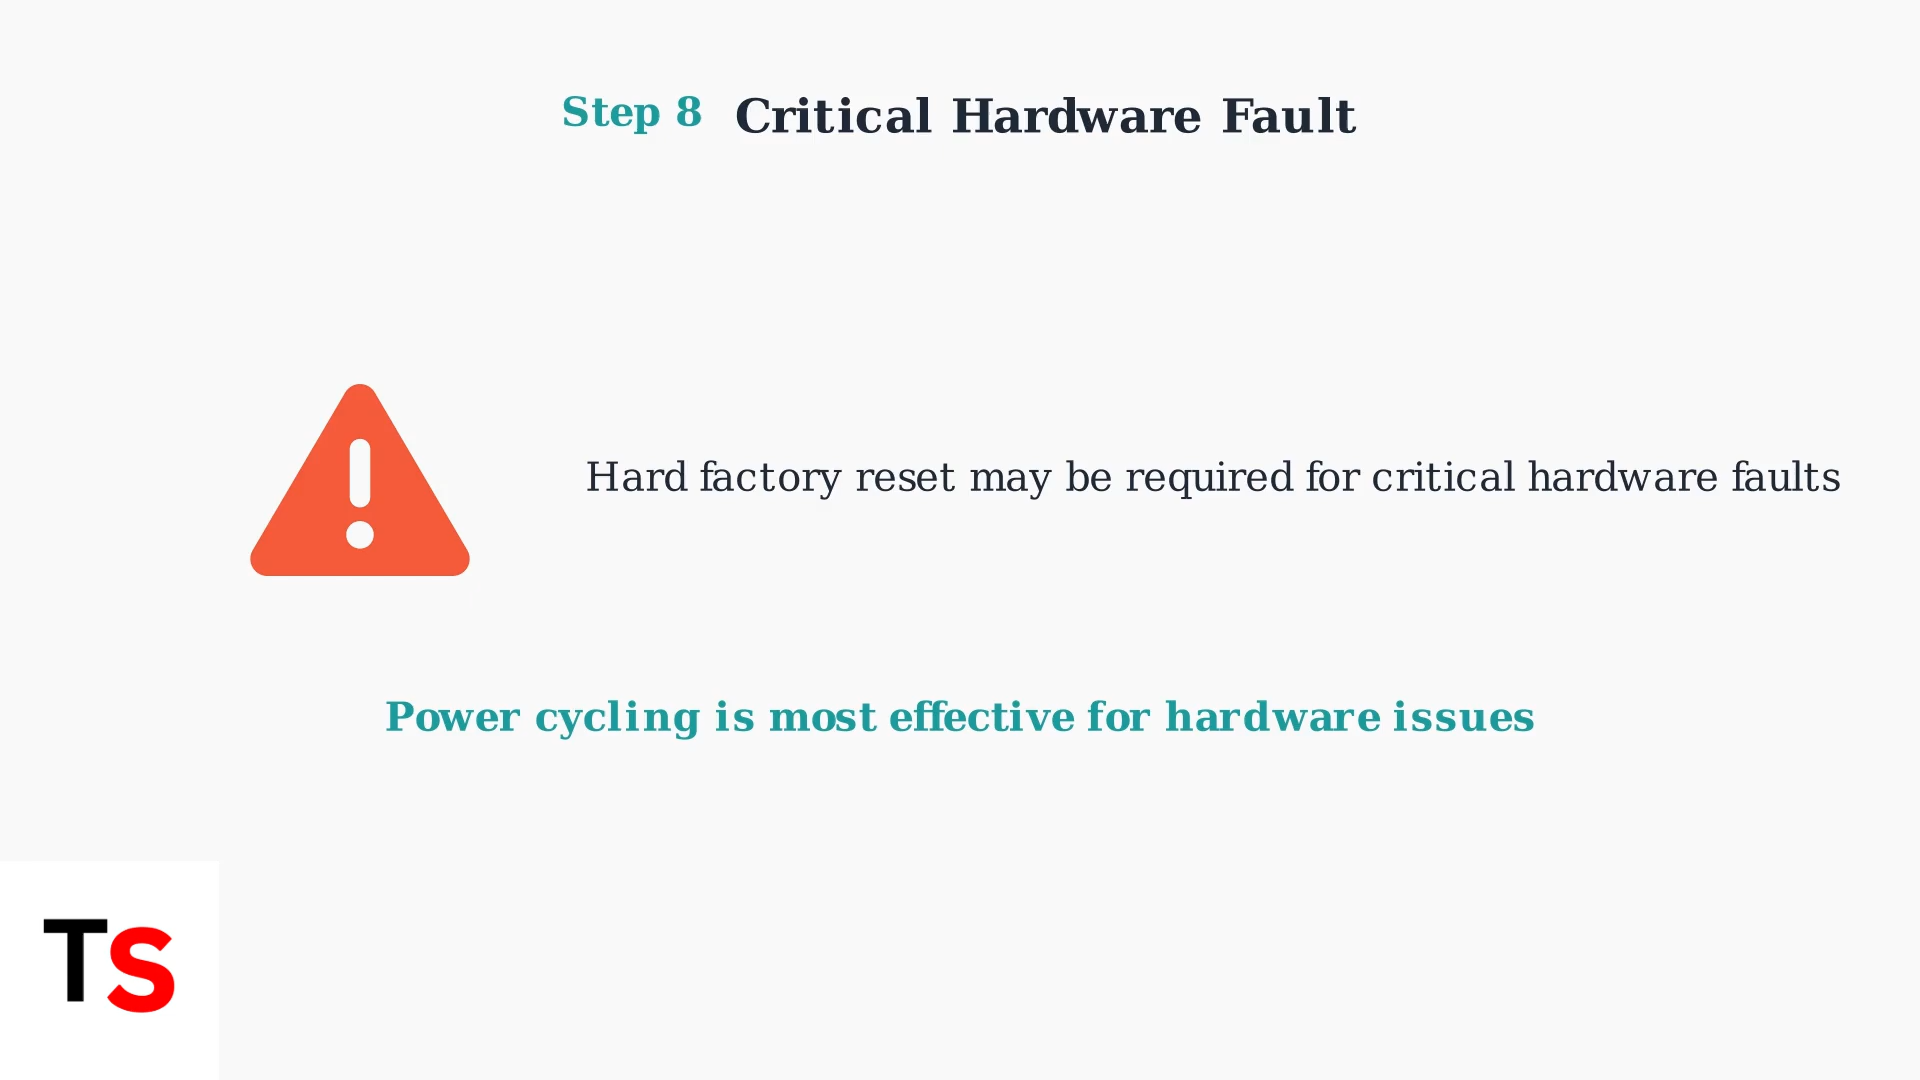 Step 8 Critical Hardware Fault
Hard factory reset may be required for critical hardware faults
Power cycling is most effective for hardware issues
TS